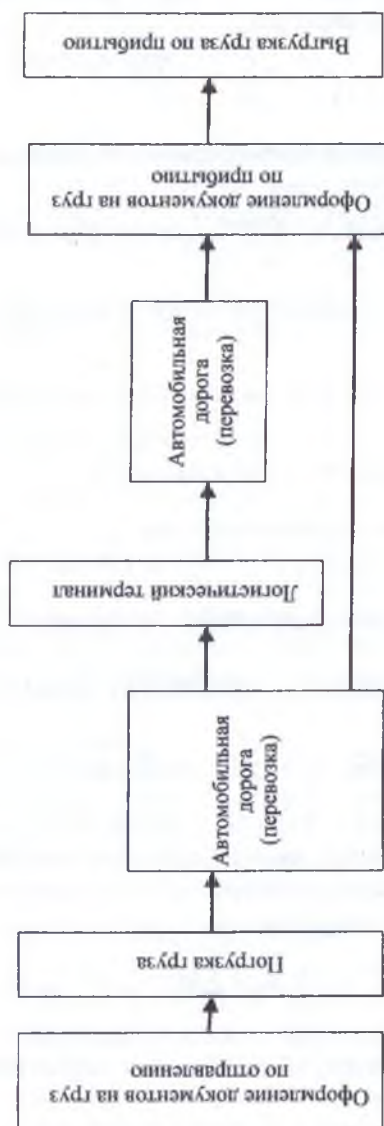 Оформление документов на груз
по отправлению
Погрузка груза
Автомобильная
дорога
(перевозка)
Логистический терминал
Автомобильная
дорога
(перевозка)
Оформление документов на груз
по прибытию
Выгрузка груза по прибытию